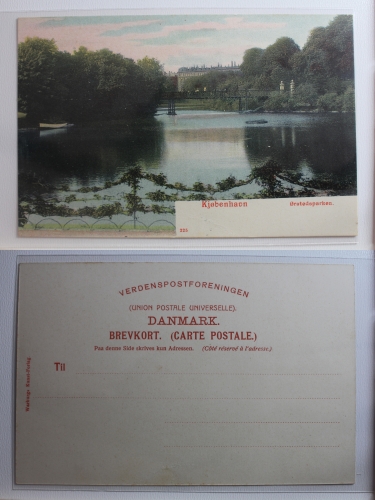 Kjøbenhavn
Ørstedsparken.
VERDENSPOSTFORENINGEN
(UNION POSTALE UNIVERSELLE).
DANMARK.
BREVKORT. (CARTE POSTALE.)
Paa denne Side skrives kun Adressen. (Côté réservé à l'adresse.)
Til